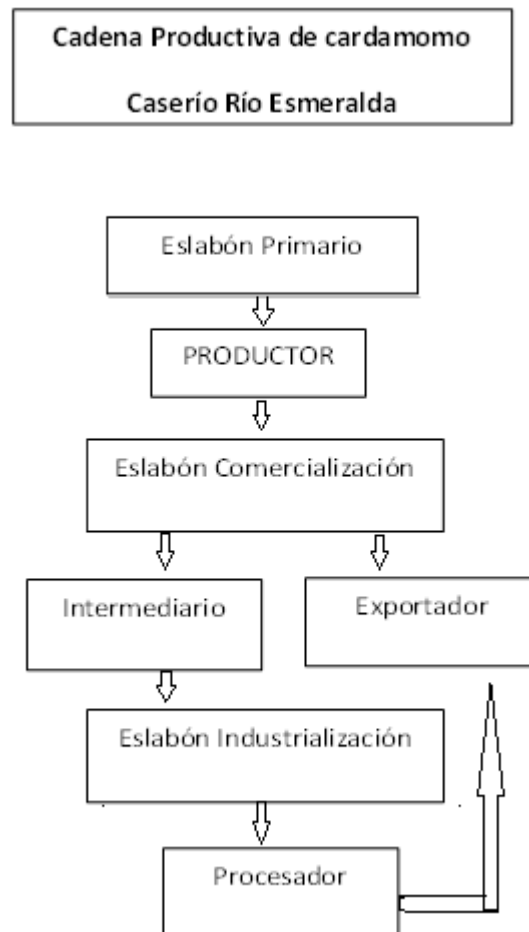 Cadena Productiva de cardamomo
Caserío Río Esmeralda
Eslabón Primario
PRODUCTOR
Eslabón Comercialización
Intermediario
Exportador
Eslabón Industrialización
Procesador